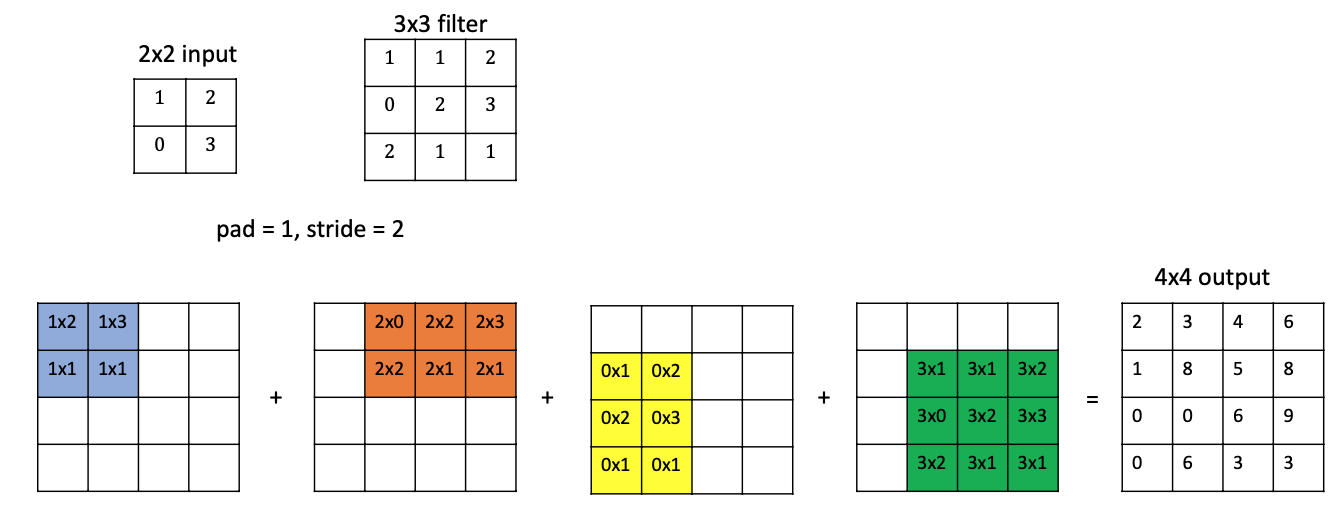 3x3 filter
2x2 input
1 1 2
1 2
0 2 3
0 3
2 1 1
pad = 1, stride = 2
4x4 output
1x2 1x3
2x0 2x2 2x3
2 3 4 6
1x1 1x1
2x2 2x1 2x1
0x1 0x2
3x1 3x1 3x2
1 8 5 8
+ + + =
0x2 0x3
3x0 3x2 3x3
0 0 6 9
0x1 0x1
3x2 3x1 3x1
0 6 3 3